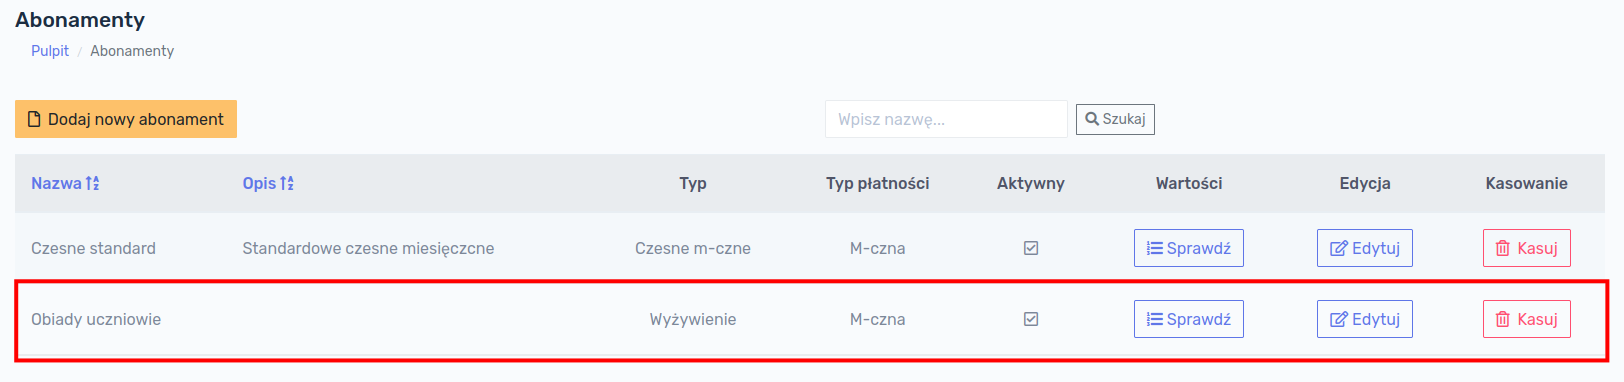 Abonamenty
Pulpit / Abonamenty
Dodaj nowy abonament Wpisz nazwę... Szukaj
Nazwa Opis Typ Typ płatności Aktywny Wartości Edycja Kasowanie
Czesne standard Standardowe czesne miesięczcne Czesne m-czne M-czna Sprawdź Edytuj Kasuj
Obiady uczniowie Wyżywienie M-czna Sprawdź Edytuj Kasuj